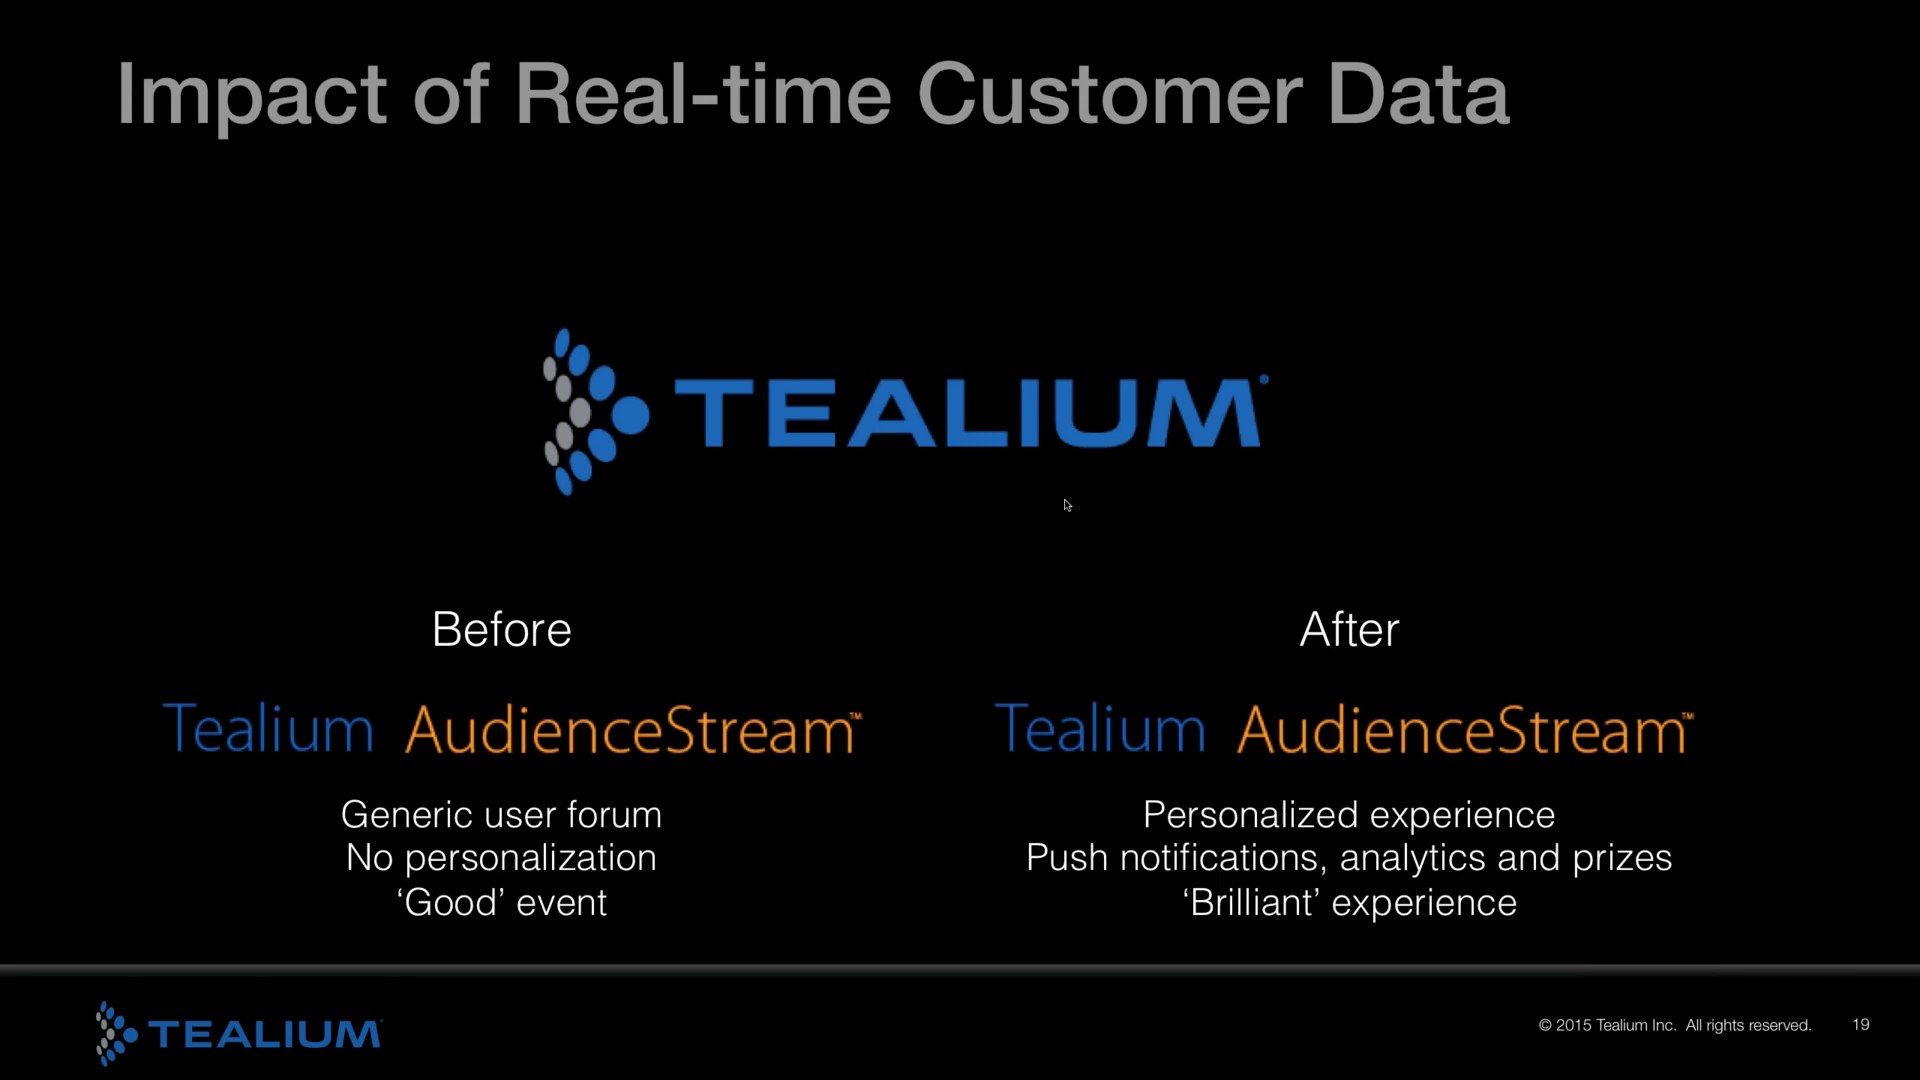 Impact of Real-time Customer Data
TEALIUM
Before
After
Tealium AudienceStream™
Tealium AudienceStream™
Generic user forum
No personalization
‘Good’ event
Personalized experience
Push notifications, analytics and prizes
‘Brilliant’ experience
TEALIUM
© 2015 Tealium Inc. All rights reserved.
19